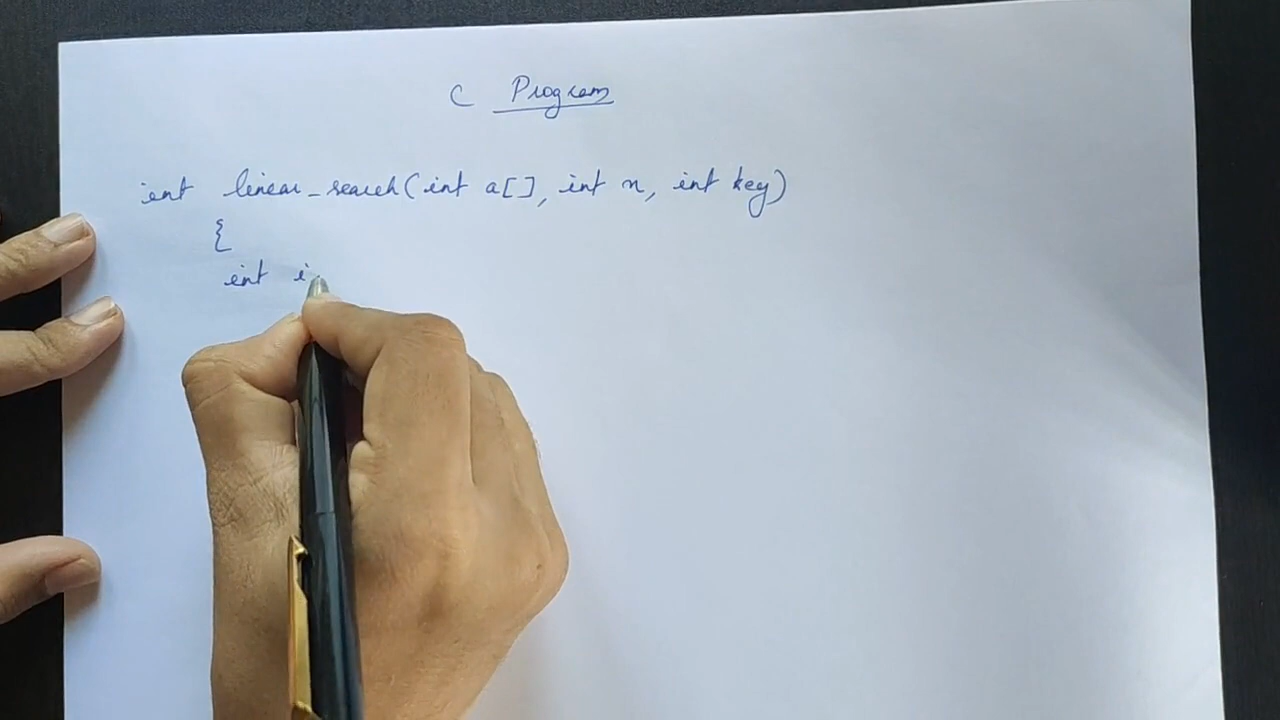 C Program
int linear_search(int a[], int n, int key)
{
int i